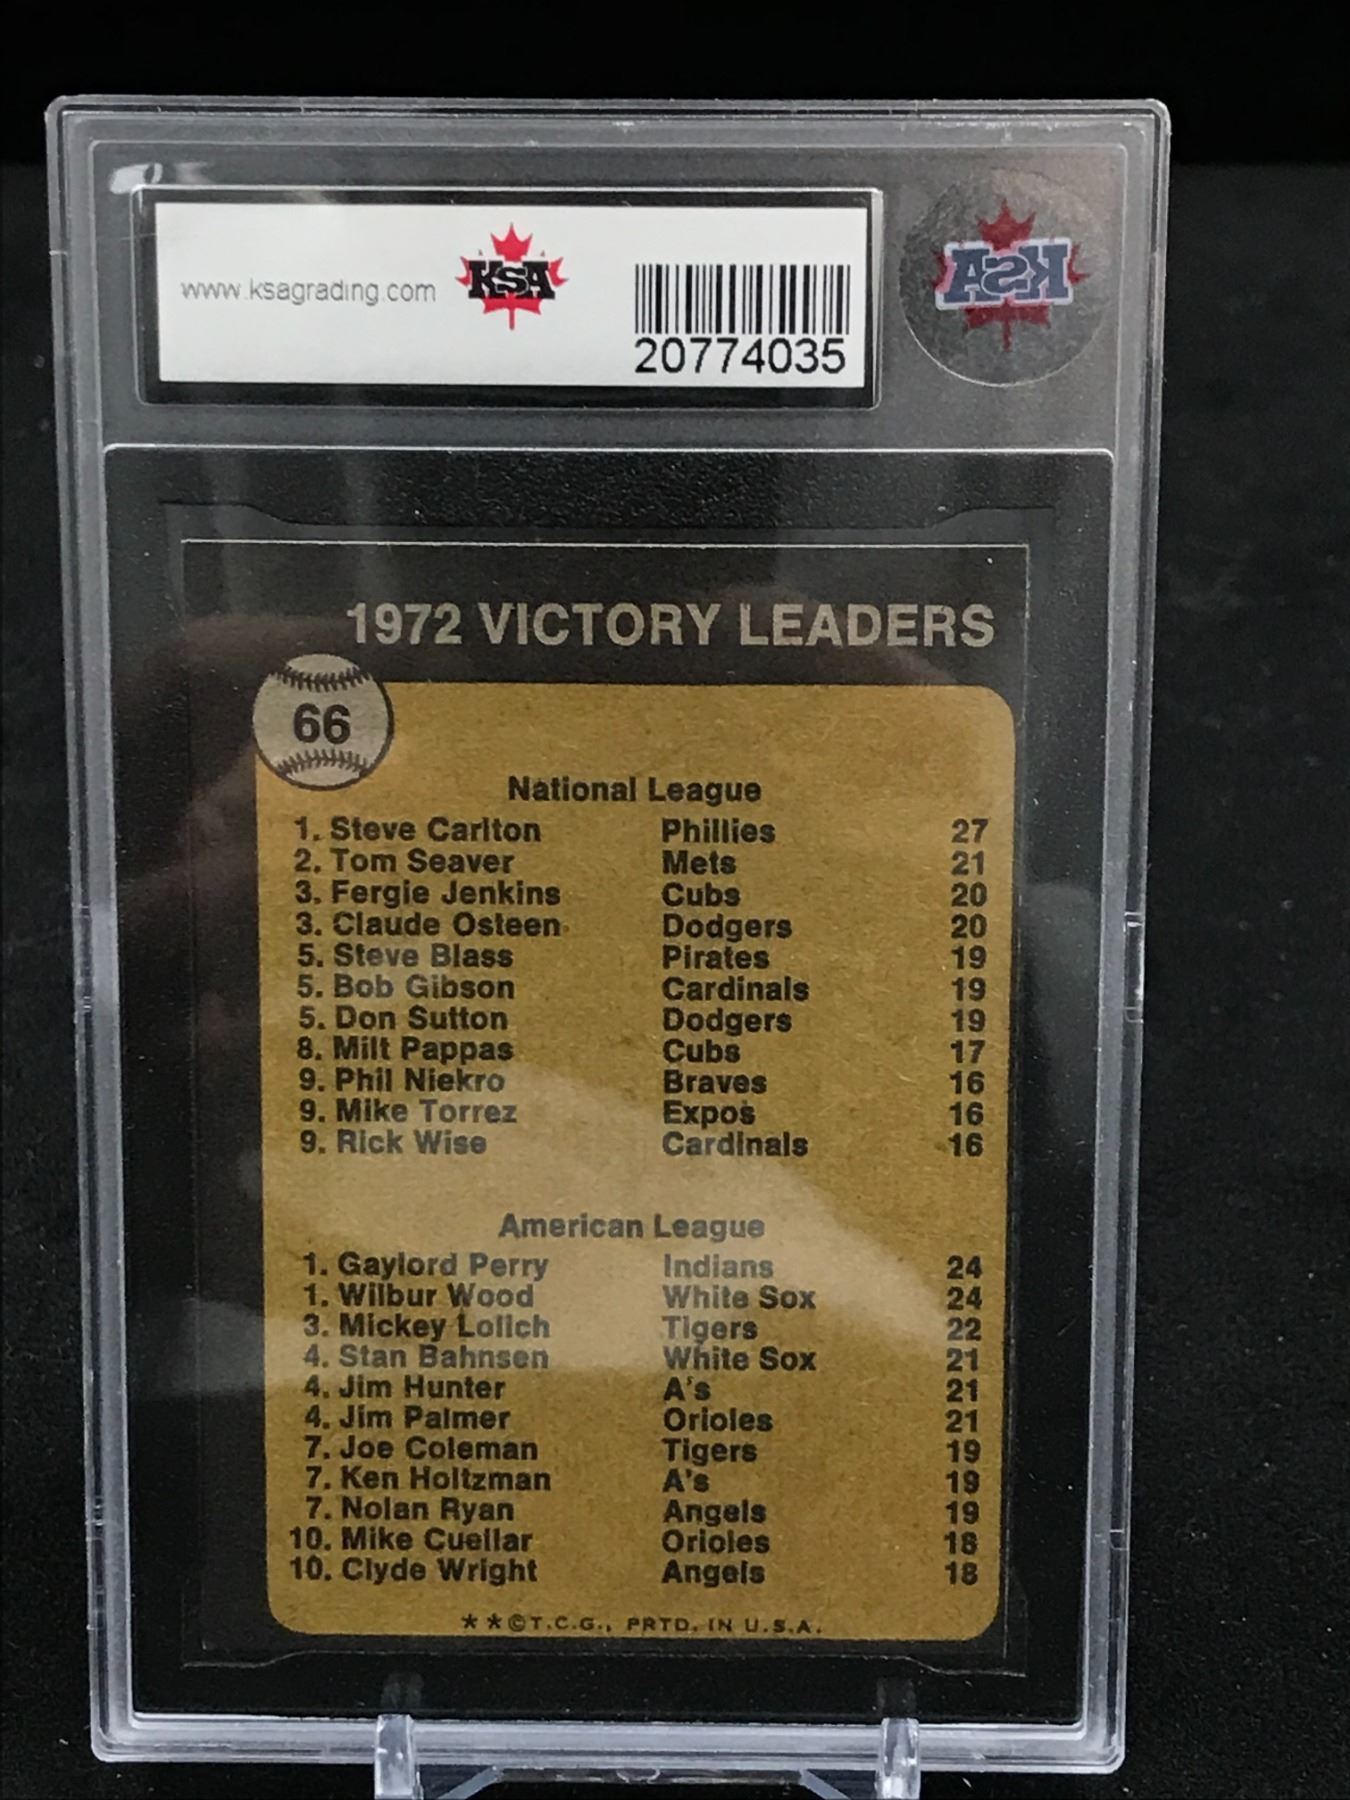 www.ksagrading.com KSA 20774035
KSA
1972 VICTORY LEADERS
66
National League
1. Steve Carlton Phillies 27
2. Tom Seaver Mets 21
3. Fergie Jenkins Cubs 20
3. Claude Osteen Dodgers 20
5. Steve Blass Pirates 19
5. Bob Gibson Cardinals 19
5. Don Sutton Dodgers 19
8. Milt Pappas Cubs 17
9. Phil Niekro Braves 16
9. Mike Torrez Expos 16
9. Rick Wise Cardinals 16
American League
1. Gaylord Perry Indians 24
1. Wilbur Wood White Sox 24
3. Mickey Lolich Tigers 22
4. Stan Bahnsen White Sox 21
4. Jim Hunter A's 21
4. Jim Palmer Orioles 21
7. Joe Coleman Tigers 19
7. Ken Holtzman A's 19
7. Nolan Ryan Angels 19
10. Mike Cuellar Orioles 18
10. Clyde Wright Angels 18
**©T.C.G., PRTD. IN U.S.A.